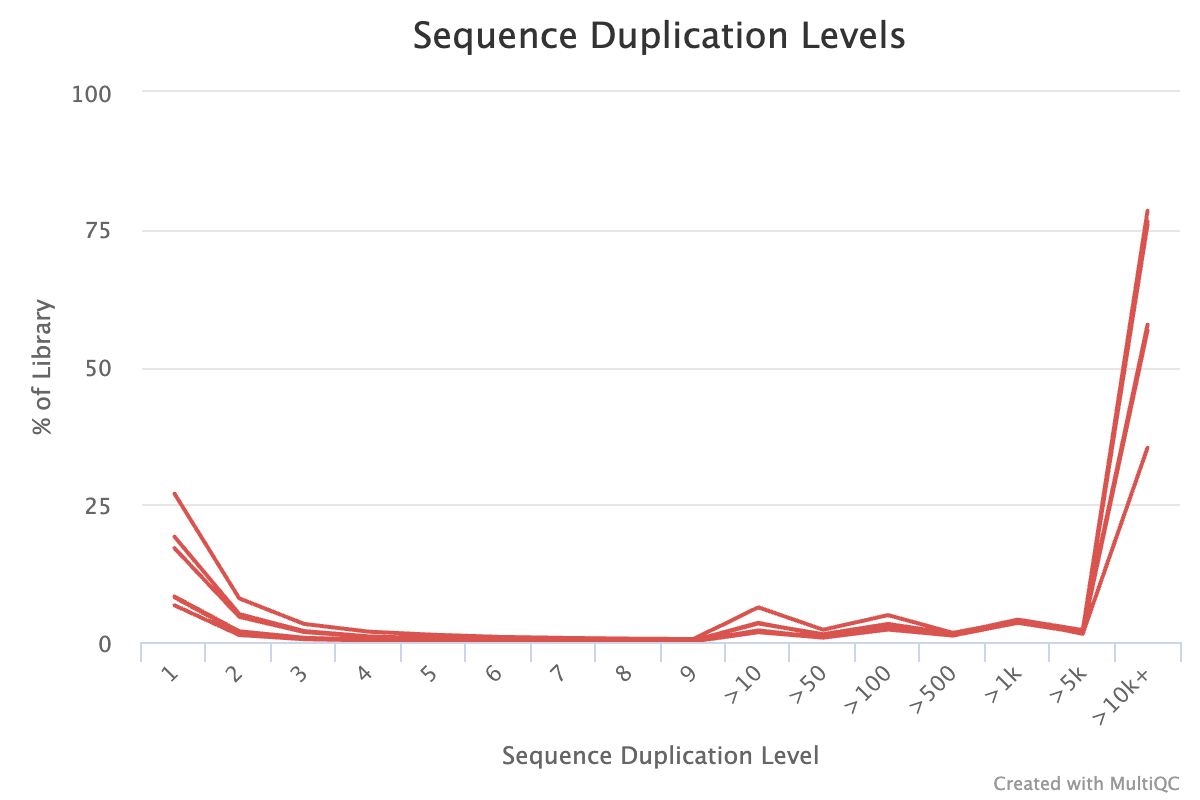 Sequence Duplication Levels
100
75
50
25
0
% of Library
1
2
3
4
5
6
7
8
9
>10
>50
>100
>500
>1k
>5k
>10k+
Sequence Duplication Level
Created with MultiQC